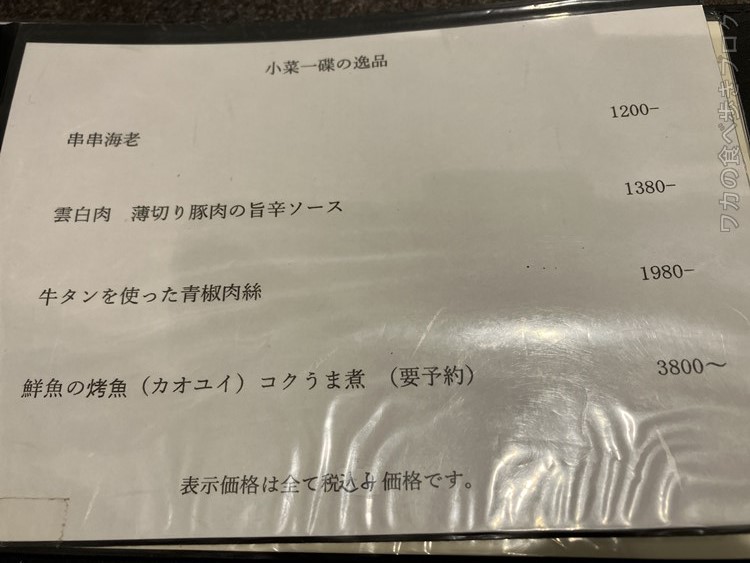 小菜一碟の逸品
串串海老 1200-
雲白肉 薄切り豚肉の旨辛ソース 1380-
牛タンを使った青椒肉絲 1980-
鮮魚の烤魚（カオユイ）コクうま煮 （要予約） 3800～
表示価格は全て税込み価格です。
ワカの食べ歩きブログ